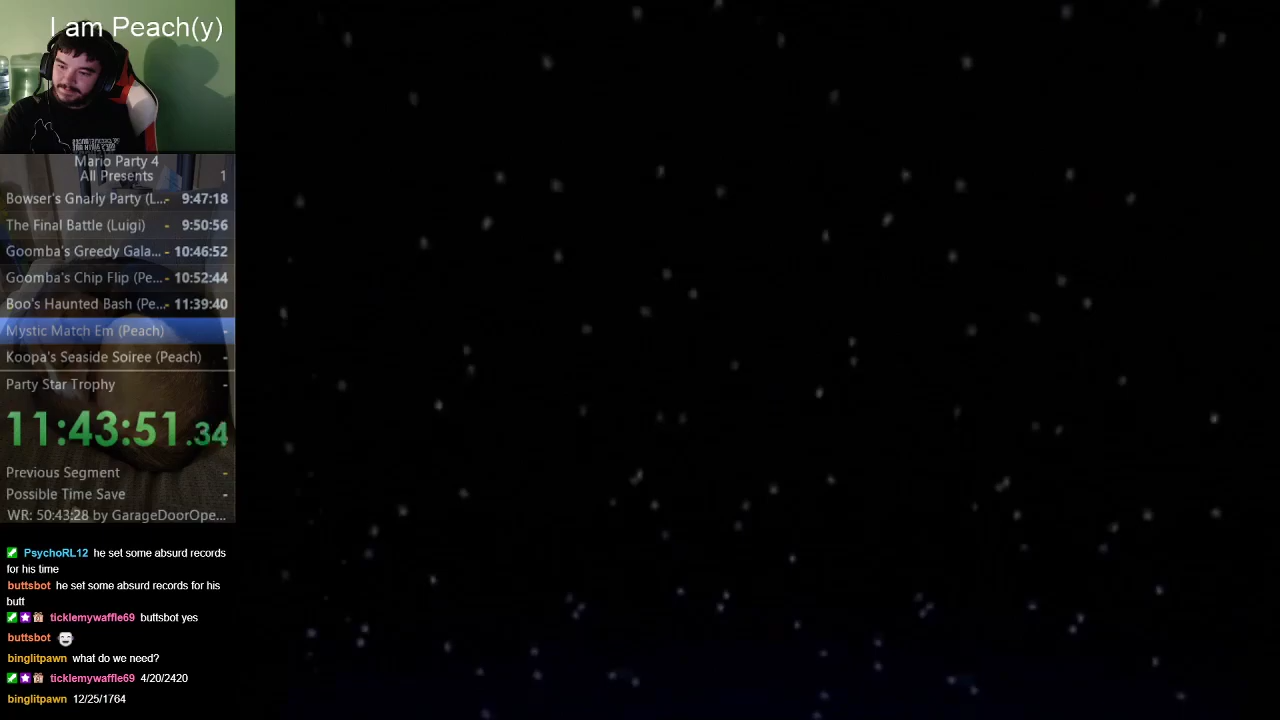 I am Peach(y)
Mario Party 4
All Presents 1
Bowser's Gnarly Party (L... - 9:47:18
The Final Battle (Luigi) - 9:50:56
Goomba's Greedy Gala... - 10:46:52
Goomba's Chip Flip (Pe... - 10:52:44
Boo's Haunted Bash (Pe... - 11:39:40
Mystic Match Em (Peach) -
Koopa's Seaside Soiree (Peach) -
Party Star Trophy -
11:43:51.34
Previous Segment -
Possible Time Save -
WR: 50:43:28 by GarageDoorOpe...
PsychoRL12 he set some absurd records
for his time
buttsbot he set some absurd records for his
butt
ticklemywaffle69 buttsbot yes
buttsbot
binglitpawn what do we need?
ticklemywaffle69 4/20/2420
binglitpawn 12/25/1764